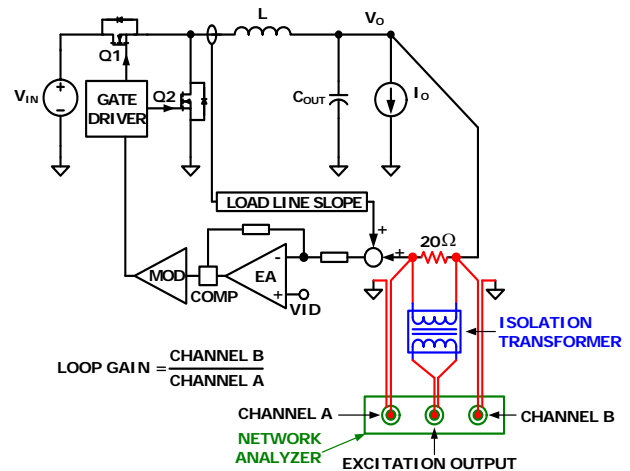 L
VO
Q1
VIN
GATE
DRIVER
Q2
COUT
IO
LOAD LINE SLOPE
+
+
20Ω
MOD
COMP
-
EA
+
VID
ISOLATION
TRANSFORMER
LOOP GAIN = CHANNEL B
CHANNEL A
CHANNEL A
CHANNEL B
NETWORK
ANALYZER
EXCITATION OUTPUT